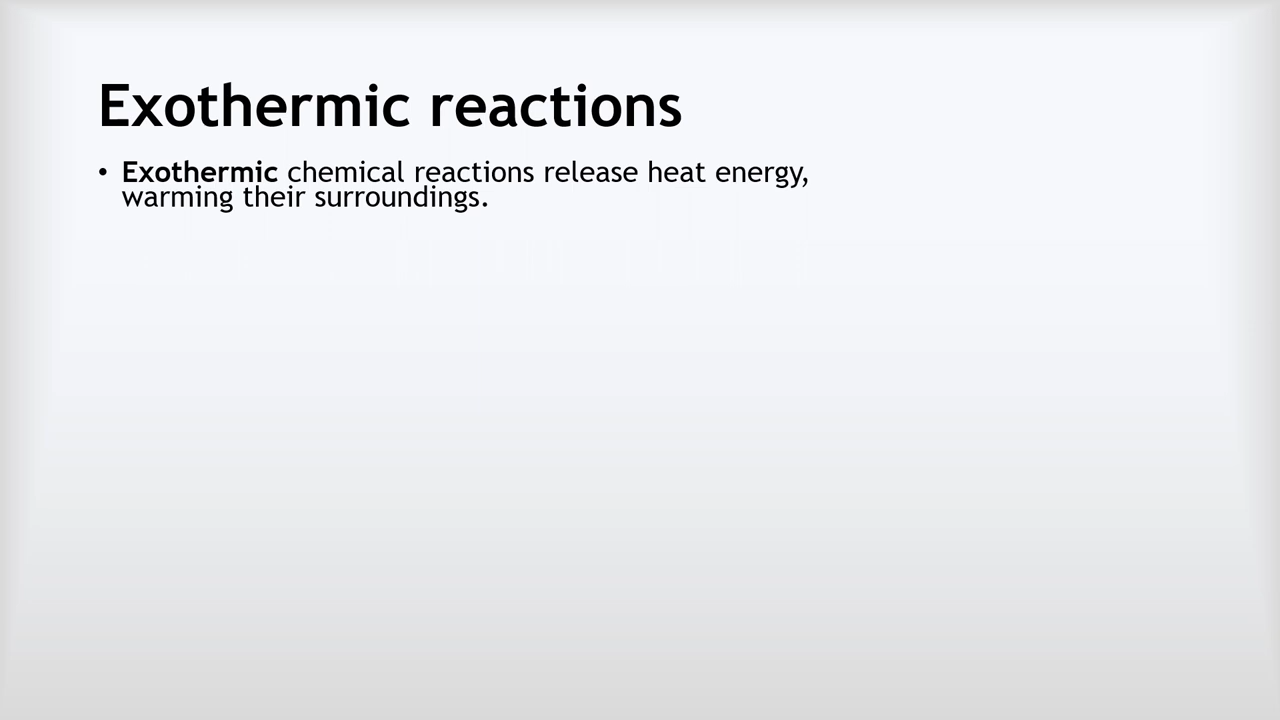 Exothermic reactions
• Exothermic chemical reactions release heat energy,
warming their surroundings.